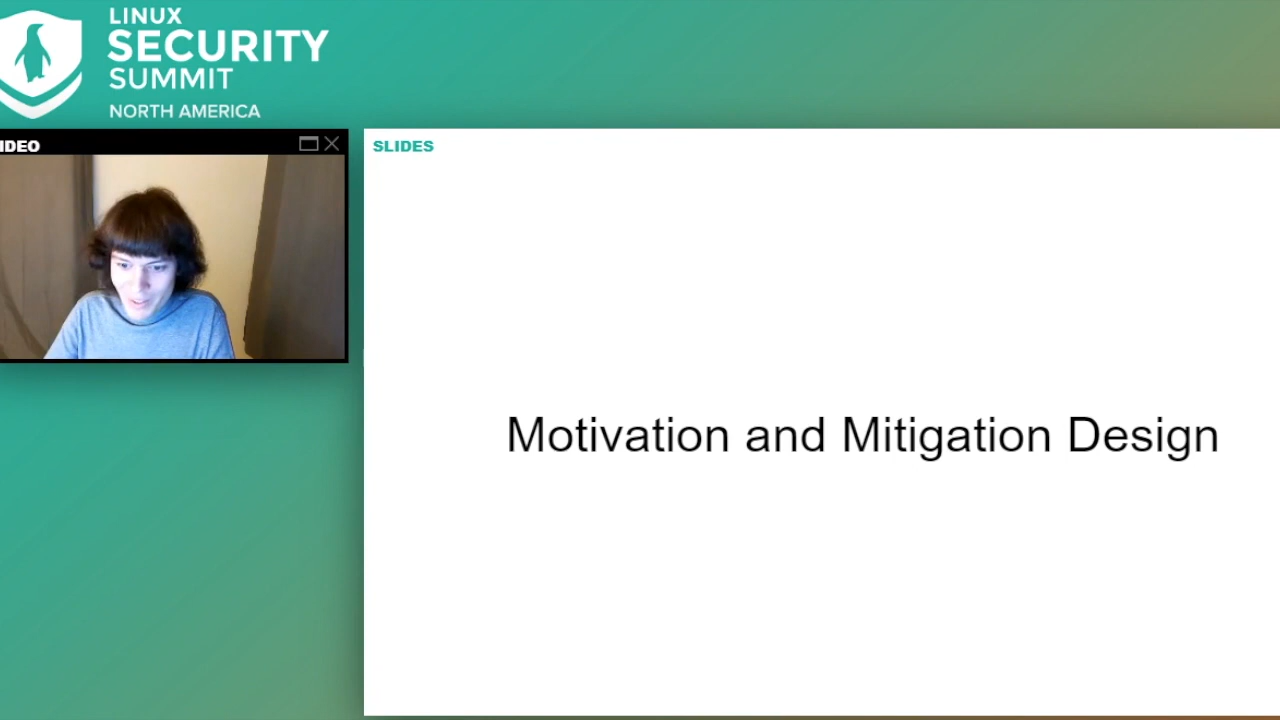 LINUX
SECURITY
SUMMIT
NORTH AMERICA
IDEO
SLIDES
Motivation and Mitigation Design